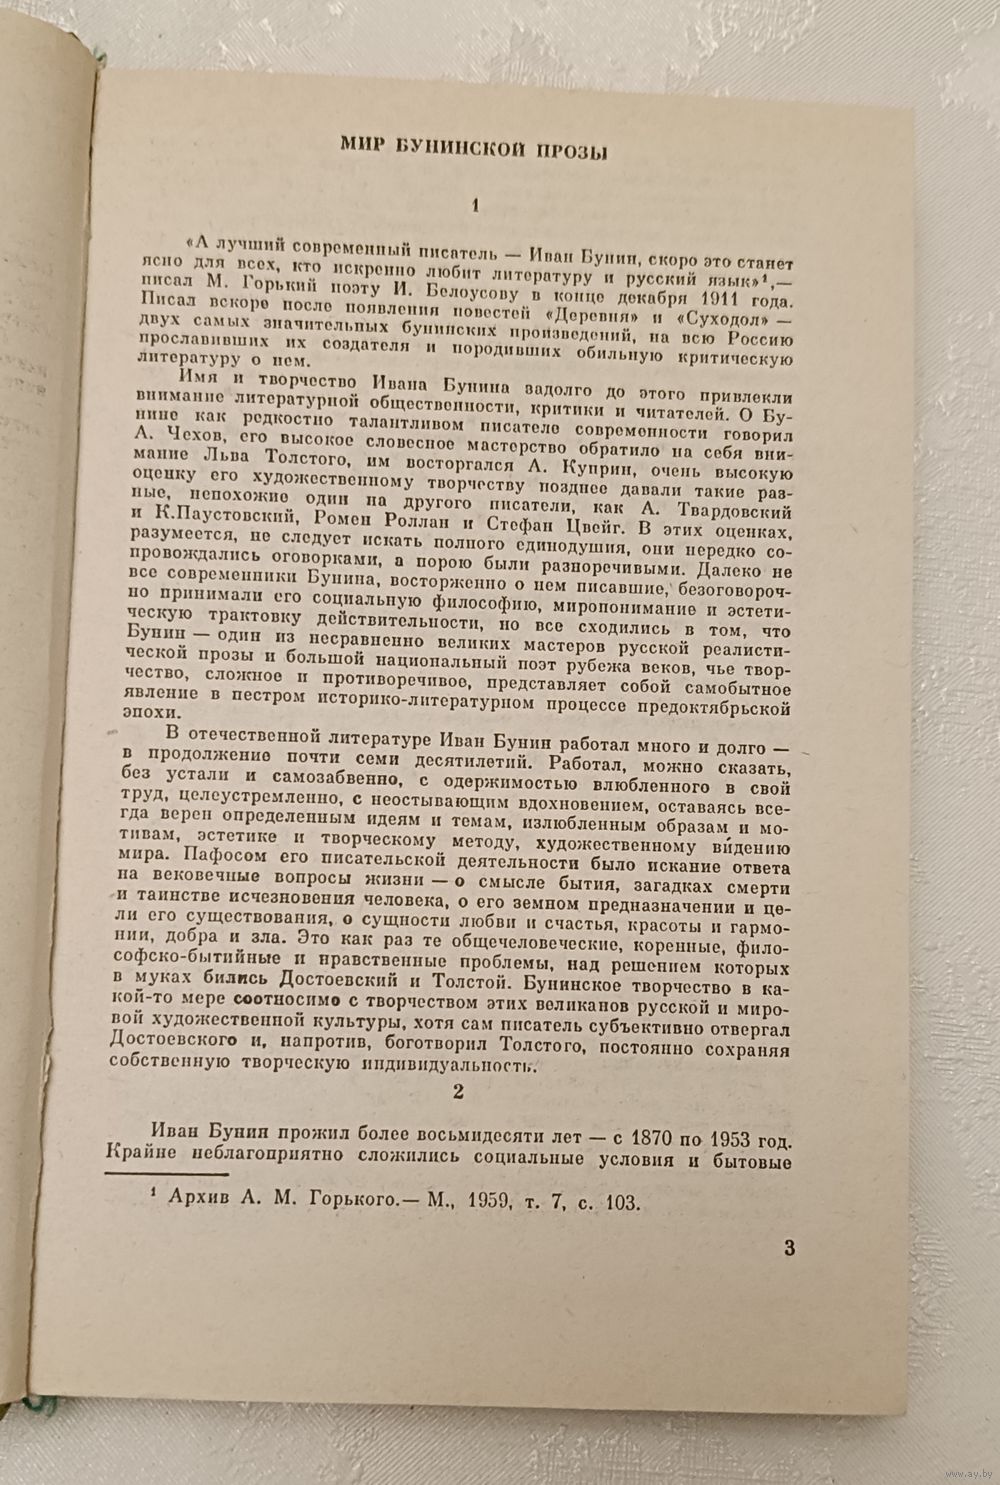 МИР БУНИНСКОЙ ПРОЗЫ
1
«А лучший современный писатель — Иван Бунин, скоро это станет
ясно для всех, кто искренно любит литературу и русский язык»¹,—
писал М. Горький поэту И. Белоусову в конце декабря 1911 года.
Писал вскоре после появления повестей «Деревня» и «Суходол» —
двух самых значительных бунинских произведений, на всю Россию
прославивших их создателя и породивших обильную критическую
литературу о нем.
Имя и творчество Ивана Бунина задолго до этого привлекли
внимание литературной общественности, критики и читателей. О Бу-
нине как редкостно талантливом писателе современности говорил
А. Чехов, его высокое словесное мастерство обратило на себя вни-
мание Льва Толстого, им восторгался А. Куприн, очень высокую
оценку его художественному творчеству позднее давали такие раз-
ные, непохожие один на другого писатели, как А. Твардовский
и К.Паустовский, Ромен Роллан и Стефан Цвейг. В этих оценках,
разумеется, не следует искать полного единодушия, они нередко со-
провождались оговорками, а порою были разноречивыми. Далеко не
все современники Бунина, восторженно о нем писавшие, безоговороч-
но принимали его социальную философию, миропонимание и эстети-
ческую трактовку действительности, но все сходились в том, что
Бунин — один из несравненно великих мастеров русской реалисти-
ческой прозы и большой национальный поэт рубежа веков, чье твор-
чество, сложное и противоречивое, представляет собой самобытное
явление в пестром историко-литературном процессе предоктябрьской
эпохи.
В отечественной литературе Иван Бунин работал много и долго —
в продолжение почти семи десятилетий. Работал, можно сказать,
без устали и самозабвенно, с одержимостью влюбленного в свой
труд, целеустремленно, с неостывающим вдохновением, оставаясь все-
гда верен определенным идеям и темам, излюбленным образам и мо-
тивам, эстетике и творческому методу, художественному ви́дению
мира. Пафосом его писательской деятельности было искание ответа
на вековечные вопросы жизни — о смысле бытия, загадках смерти
и таинстве исчезновения человека, о его земном предназначении и це-
ли его существования, о сущности любви и счастья, красоты и гармо-
нии, добра и зла. Это как раз те общечеловеческие, коренные, фило-
софско-бытийные и нравственные проблемы, над решением которых
в муках бились Достоевский и Толстой. Бунинское творчество в ка-
кой-то мере соотносимо с творчеством этих великанов русской и миро-
вой художественной культуры, хотя сам писатель субъективно отвергал
Достоевского и, напротив, боготворил Толстого, постоянно сохраняя
собственную творческую индивидуальность.
2
Иван Бунин прожил более восьмидесяти лет — с 1870 по 1953 год.
Крайне неблагоприятно сложились социальные условия и бытовые
¹ Архив А. М. Горького.— М., 1959, т. 7, с. 103.
3
www.ay.by